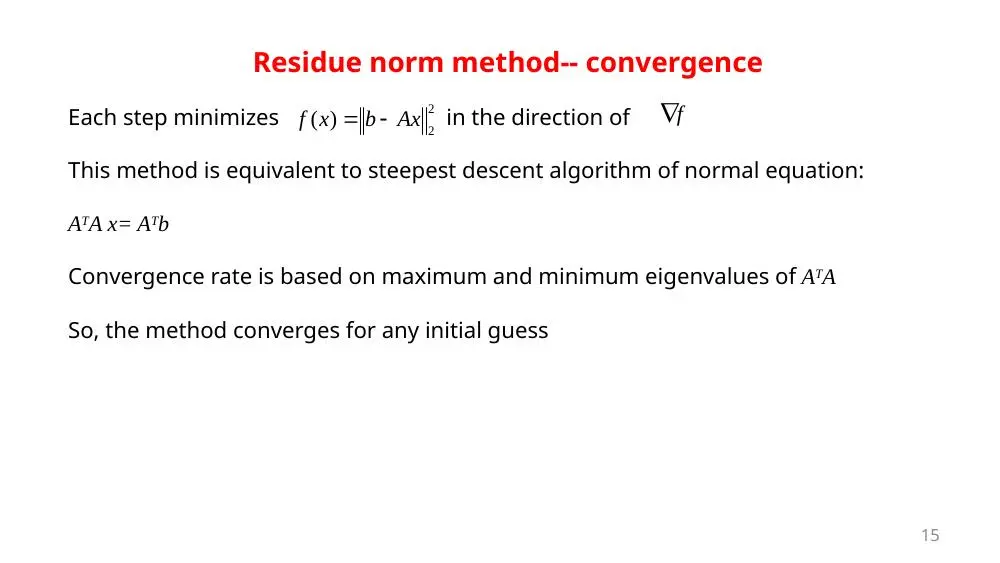 Residue norm method-- convergence
Each step minimizes f (x) = ||b - Ax||₂² in the direction of ∇f
This method is equivalent to steepest descent algorithm of normal equation:
AᵀA x= Aᵀb
Convergence rate is based on maximum and minimum eigenvalues of AᵀA
So, the method converges for any initial guess
15